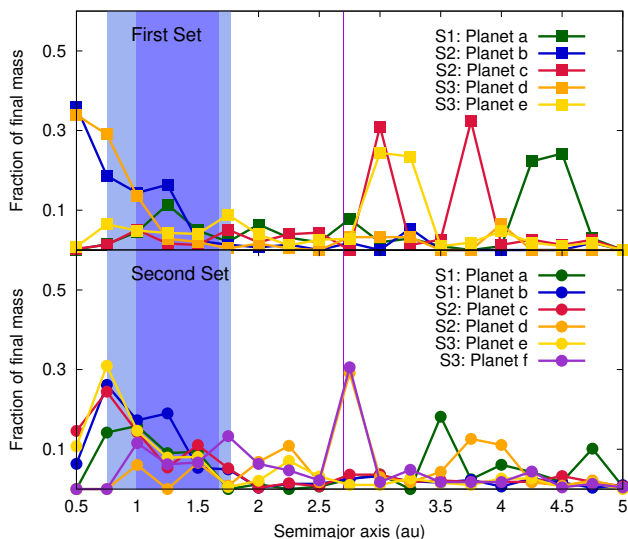 First Set
S1: Planet a
S2: Planet b
S2: Planet c
S3: Planet d
S3: Planet e
0.5
0.3
0.1
Fraction of final mass
Second Set
S1: Planet a
S1: Planet b
S2: Planet c
S2: Planet d
S3: Planet e
S3: Planet f
0.5
0.3
0.1
Fraction of final mass
0.5 1 1.5 2 2.5 3 3.5 4 4.5 5
Semimajor axis (au)